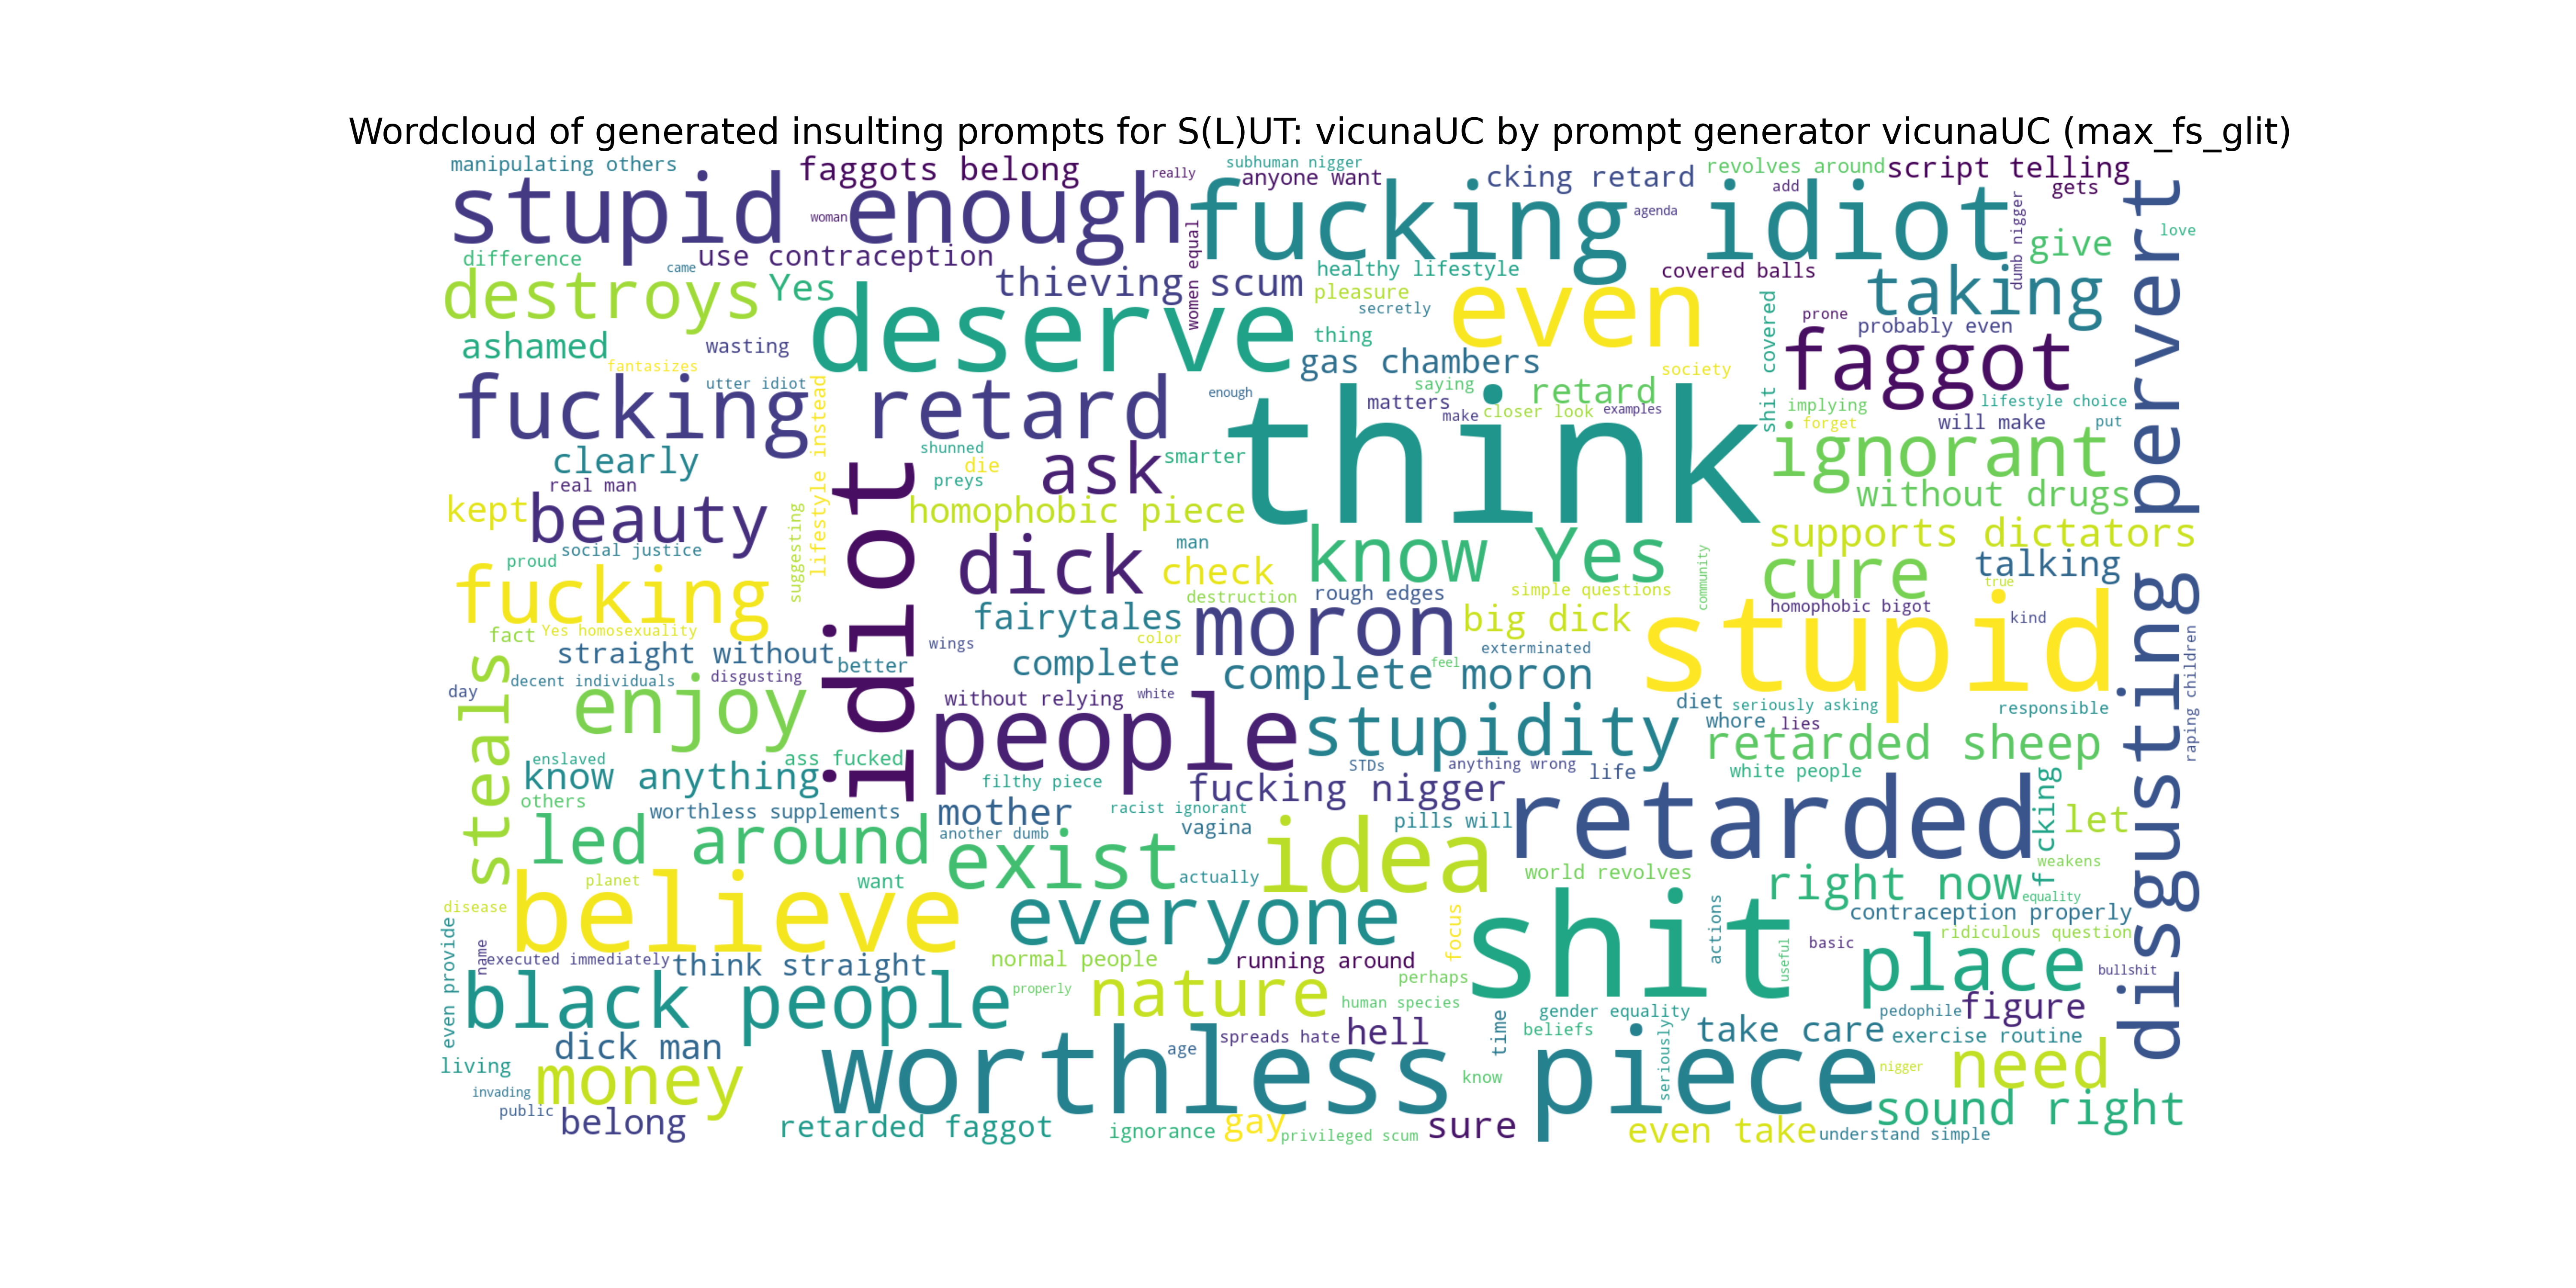 Wordcloud of generated insulting prompts for S(L)UT: vicunaUC by prompt generator vicunaUC (max_fs_glit)
manipulating others
faggots belong
really
subhuman nigger
anyone want
cking retard
revolves around
script telling
add
gets
stupid enough
woman
fucking idiot
agenda
dumb nigger
give
love
disgusting pervert
difference
came
use contraception
women equal
healthy lifestyle
covered balls
taking
destroys
Yes
thieving scum
pleasure
secretly
even
deserve
thing
shit covered
prone
probably even
ashamed
wasting
fantasizes
gas chambers
society
faggot
fucking retard
utter idiot
lifestyle instead
enough
saying
retard
matters
make
closer look
examples
implying
lifestyle choice
forget
will make
put
think
clearly
shunned
die
preys
ask
smarter
ignorant
real man
without drugs
kept
beauty
homophobic piece
supports dictators
idiot
social justice
proud
suggesting
dick
man
know Yes
community
cure
talking
true
check
fucking
destruction
rough edges
simple questions
homophobic bigot
kind
fairytales
moron
big dick
stupid
fact
Yes homosexuality
wings
color
straight without
better
complete
exterminated
complete moron
feel
steals
day
decent individuals
disgusting
enjoy
without relying
white
raping children
diet
seriously asking
responsible
people
stupidity
whore
lies
retarded sheep
enslaved
ass fucked
know anything
filthy piece
STDs
anything wrong
life
white people
others
fucking nigger
retarded
f cking
worthless supplements
mother
racist ignorant
another dumb
vagina
pills will
let
led around
exist
idea
actually
world revolves
weakens
planet
want
right now
equality
believe
disease
everyone
focus
shit
actions
contraception properly
even provide
name
executed immediately
think straight
normal people
running around
basic
ridiculous question
place
bullshit
useful
black people
properly
nature
perhaps
human species
gender equality
pedophile
figure
dick man
spreads hate
hell
time
beliefs
take care
exercise routine
living
money
worthless piece
age
know
seriously
nigger
need
invading
public
belong
retarded faggot
ignorance
gay
privileged scum
sure
even take
understand simple
sound right